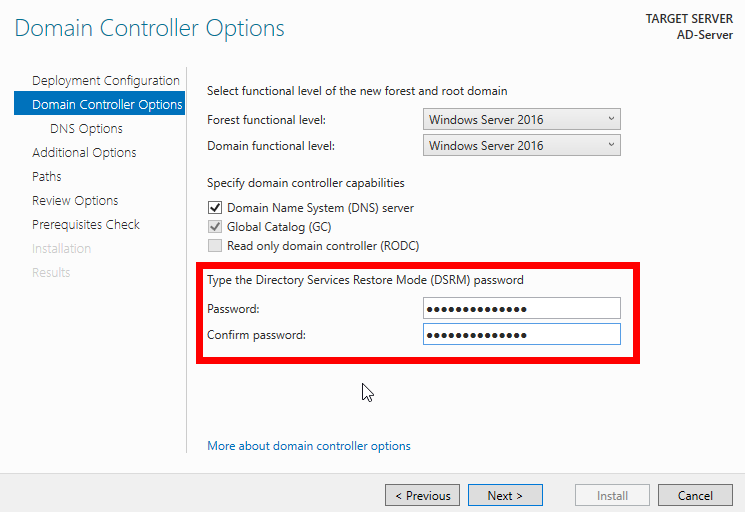 Domain Controller Options
TARGET SERVER
AD-Server
Deployment Configuration
Domain Controller Options
DNS Options
Additional Options
Paths
Review Options
Prerequisites Check
Installation
Results
Select functional level of the new forest and root domain
Forest functional level: Windows Server 2016
Domain functional level: Windows Server 2016
Specify domain controller capabilities
Domain Name System (DNS) server
Global Catalog (GC)
Read only domain controller (RODC)
Type the Directory Services Restore Mode (DSRM) password
Password: ●●●●●●●●●●●●●●
Confirm password: ●●●●●●●●●●●●●●
More about domain controller options
< Previous Next > Install Cancel